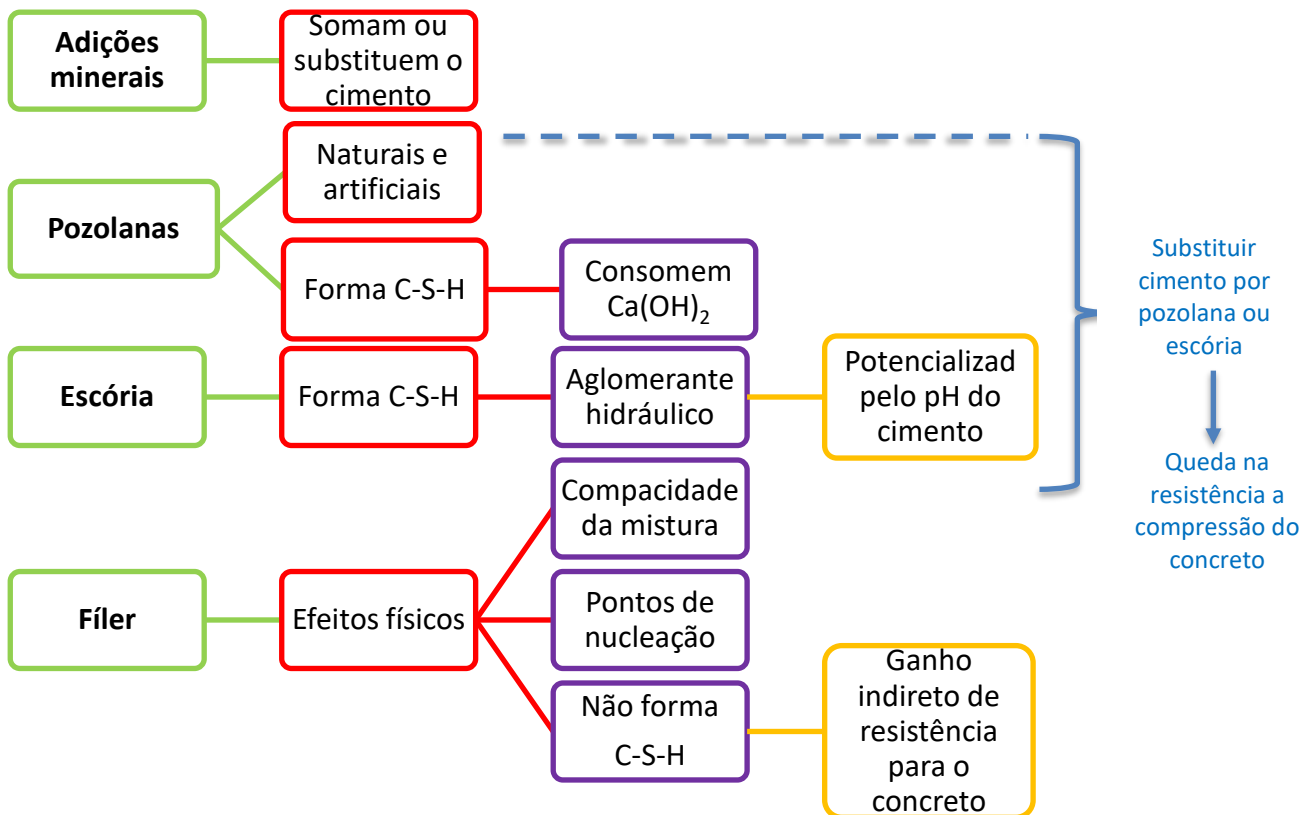 Adições
minerais
Somam ou
substituem o
cimento
Pozolanas
Naturais e
artificiais
Forma C-S-H
Consomem
Ca(OH)₂
Escória
Forma C-S-H
Aglomerante
hidráulico
Potencializad
pelo pH do
cimento
Fíler
Efeitos físicos
Compacidade
da mistura
Pontos de
nucleação
Não forma
C-S-H
Ganho
indireto de
resistência
para o
concreto
Substituir
cimento por
pozolana ou
escória
Queda na
resistência a
compressão do
concreto